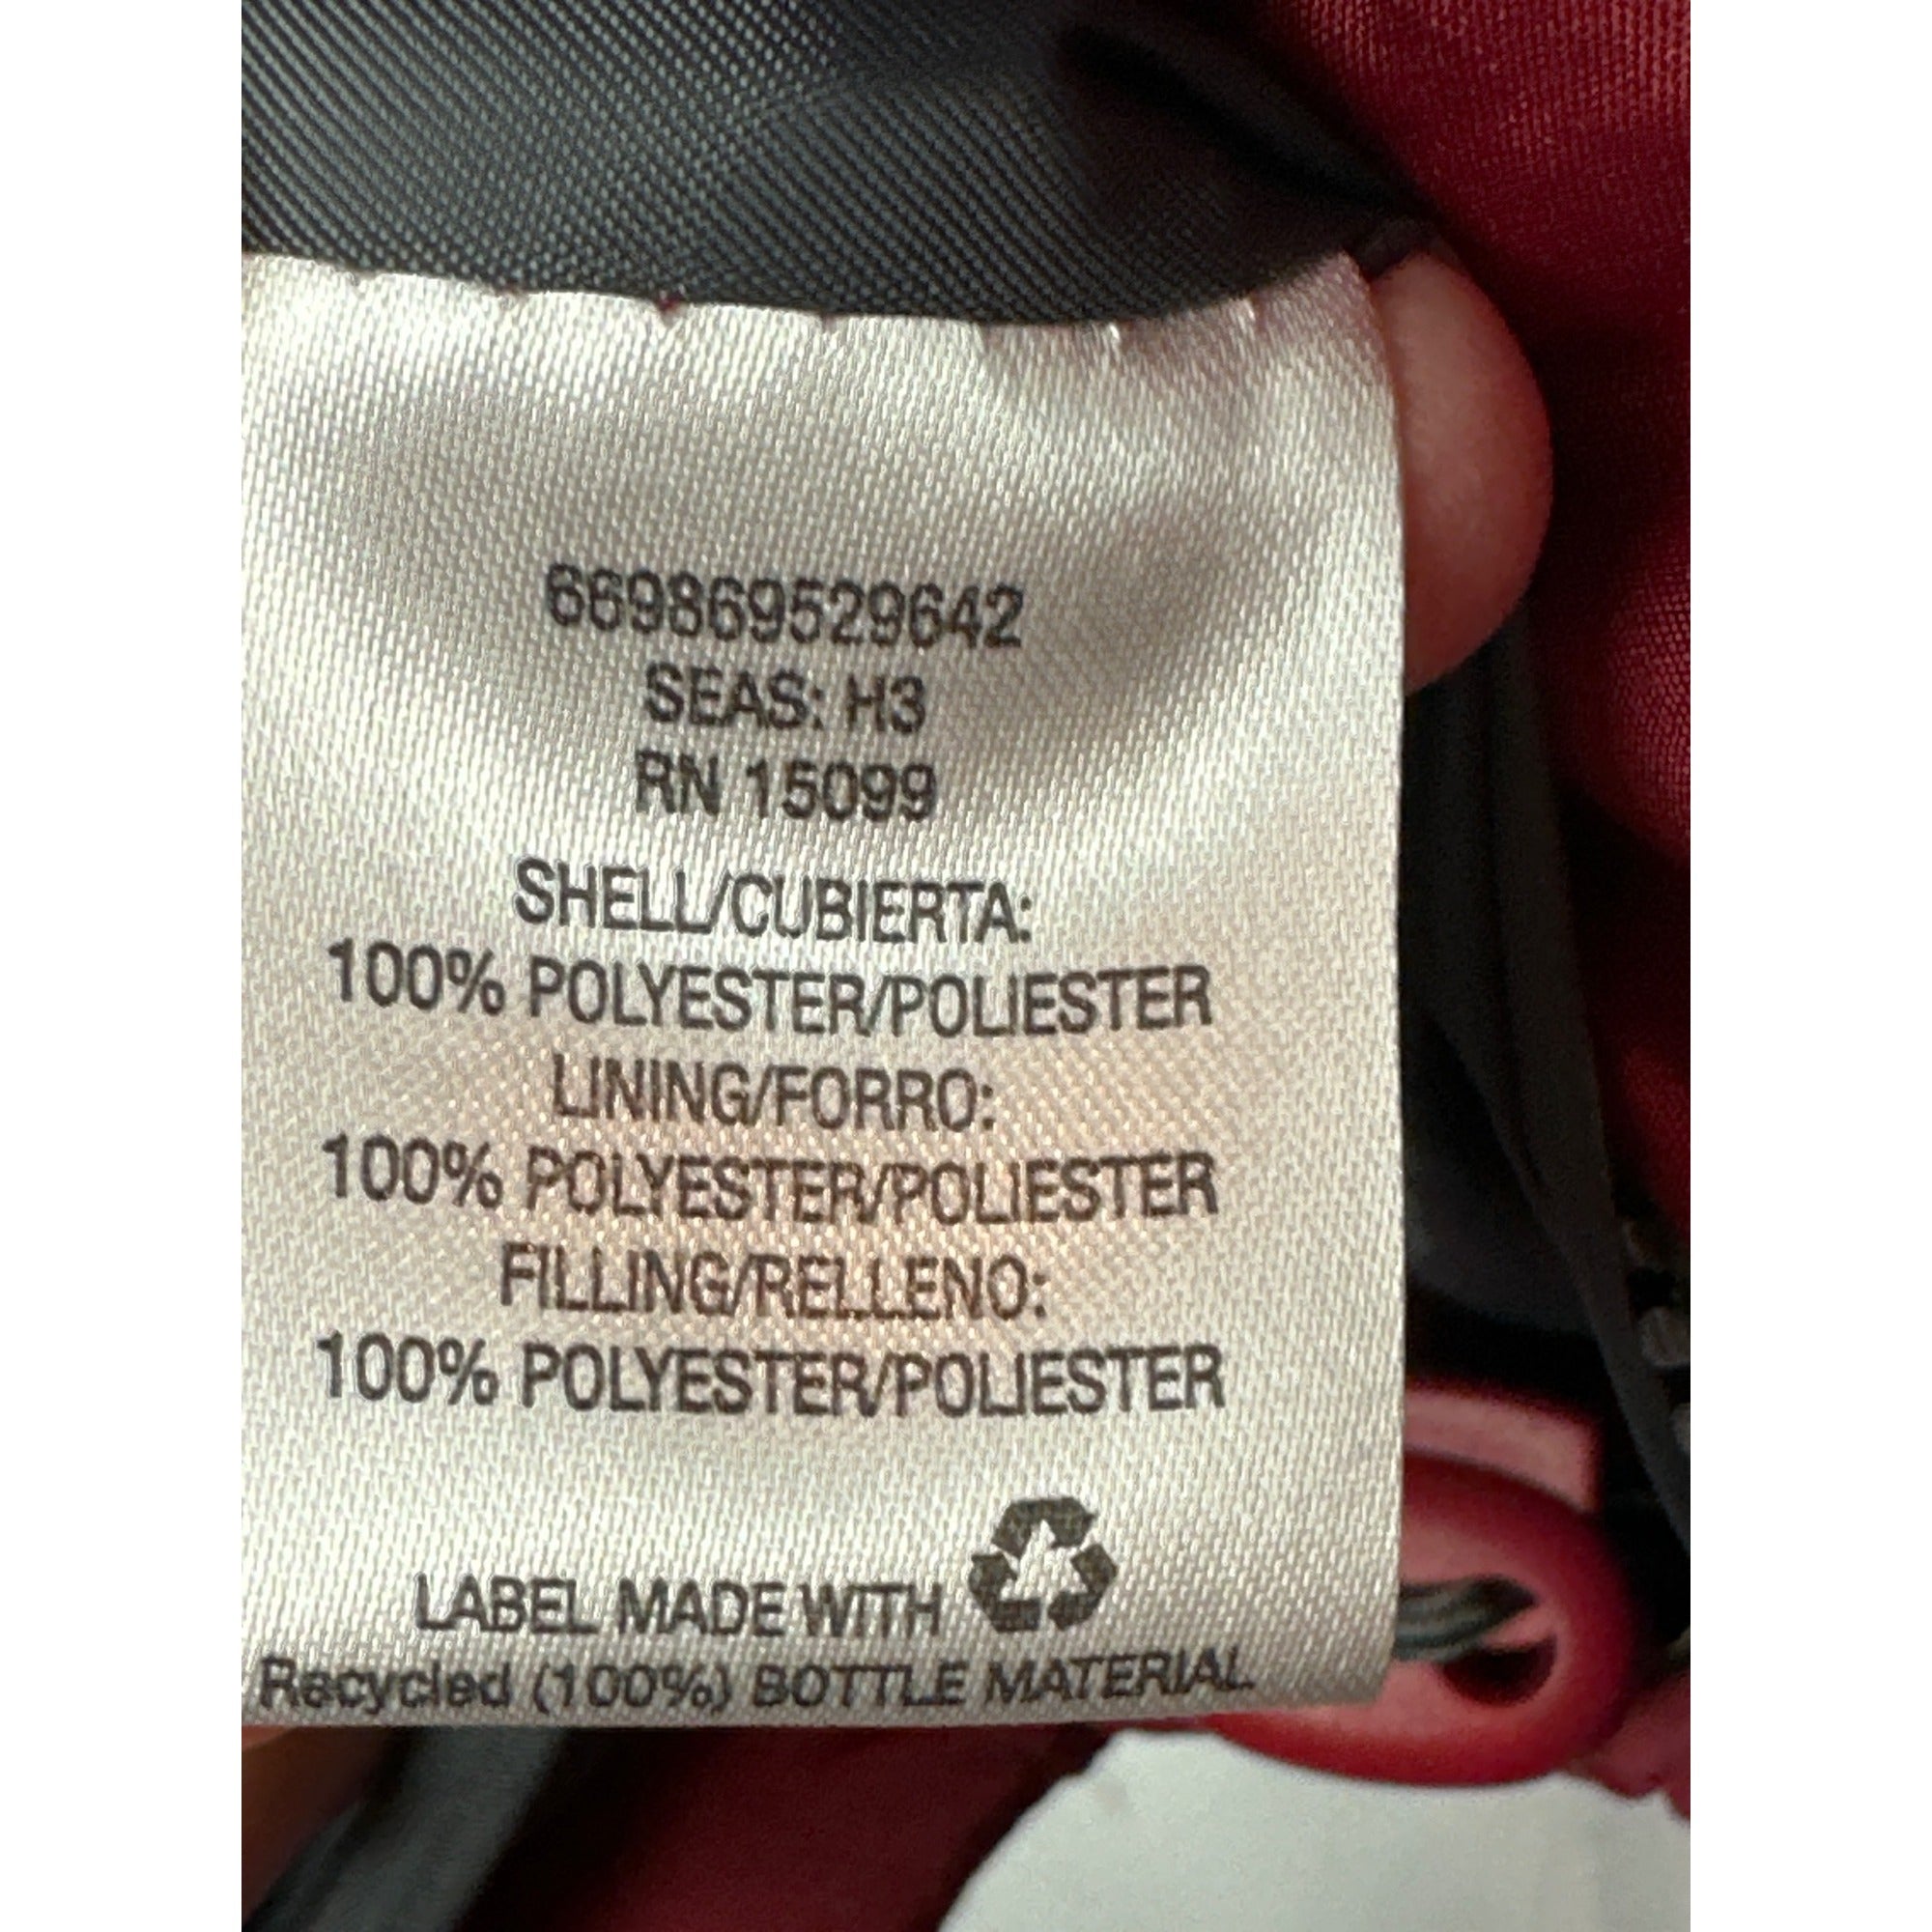 669869529642
SEAS: H3
RN 15099
SHELL/CUBIERTA:
100% POLYESTER/POLIESTER
LINING/FORRO:
100% POLYESTER/POLIESTER
FILLING/RELLENO:
100% POLYESTER/POLIESTER
LABEL MADE WITH
Recycled (100%) BOTTLE MATERIAL